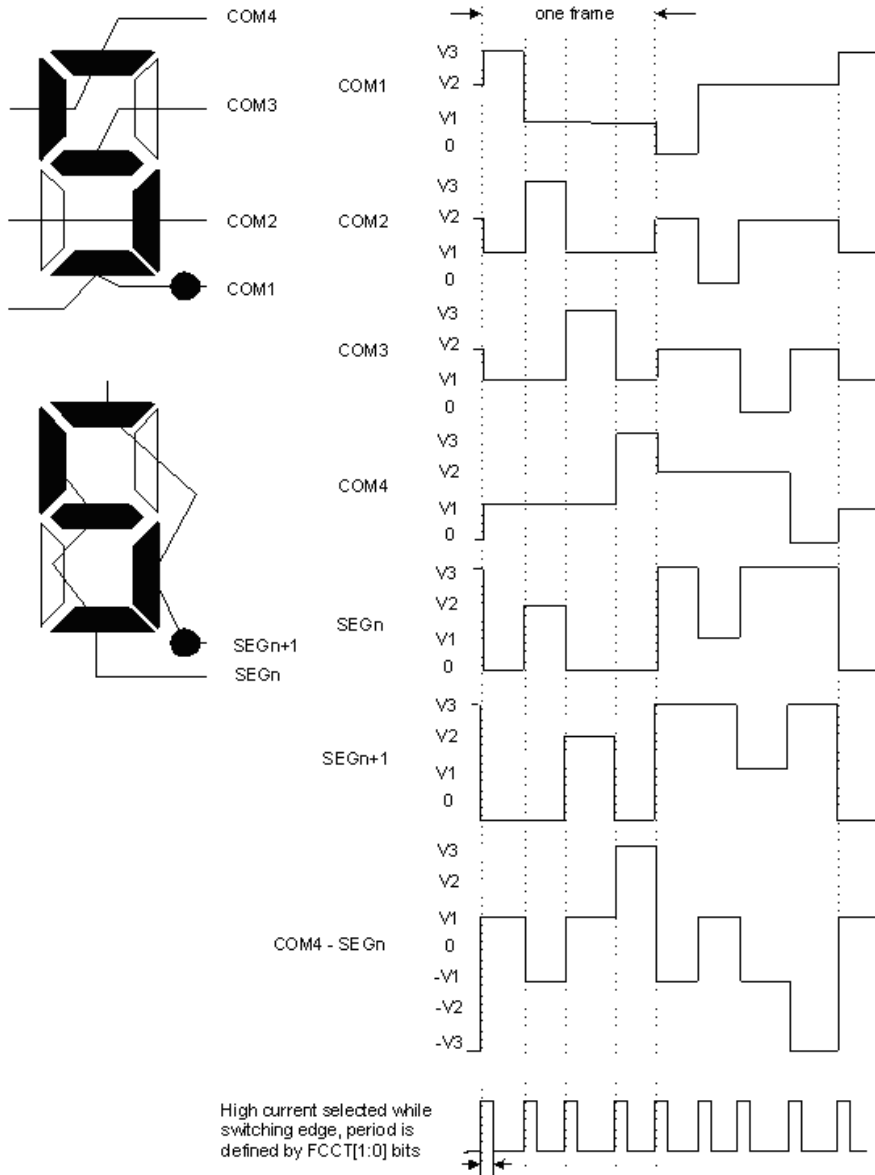 COM4
COM3
COM2
COM1
SEGn+1
SEGn
one frame
COM1
V3
V2
V1
0
COM2
V3
V2
V1
0
COM3
V3
V2
V1
0
COM4
V3
V2
V1
0
SEGn
V3
V2
V1
0
SEGn+1
V3
V2
V1
0
COM4 - SEGn
V3
V2
V1
0
-V1
-V2
-V3
High current selected while
switching edge, period is
defined by FCCT[1:0] bits